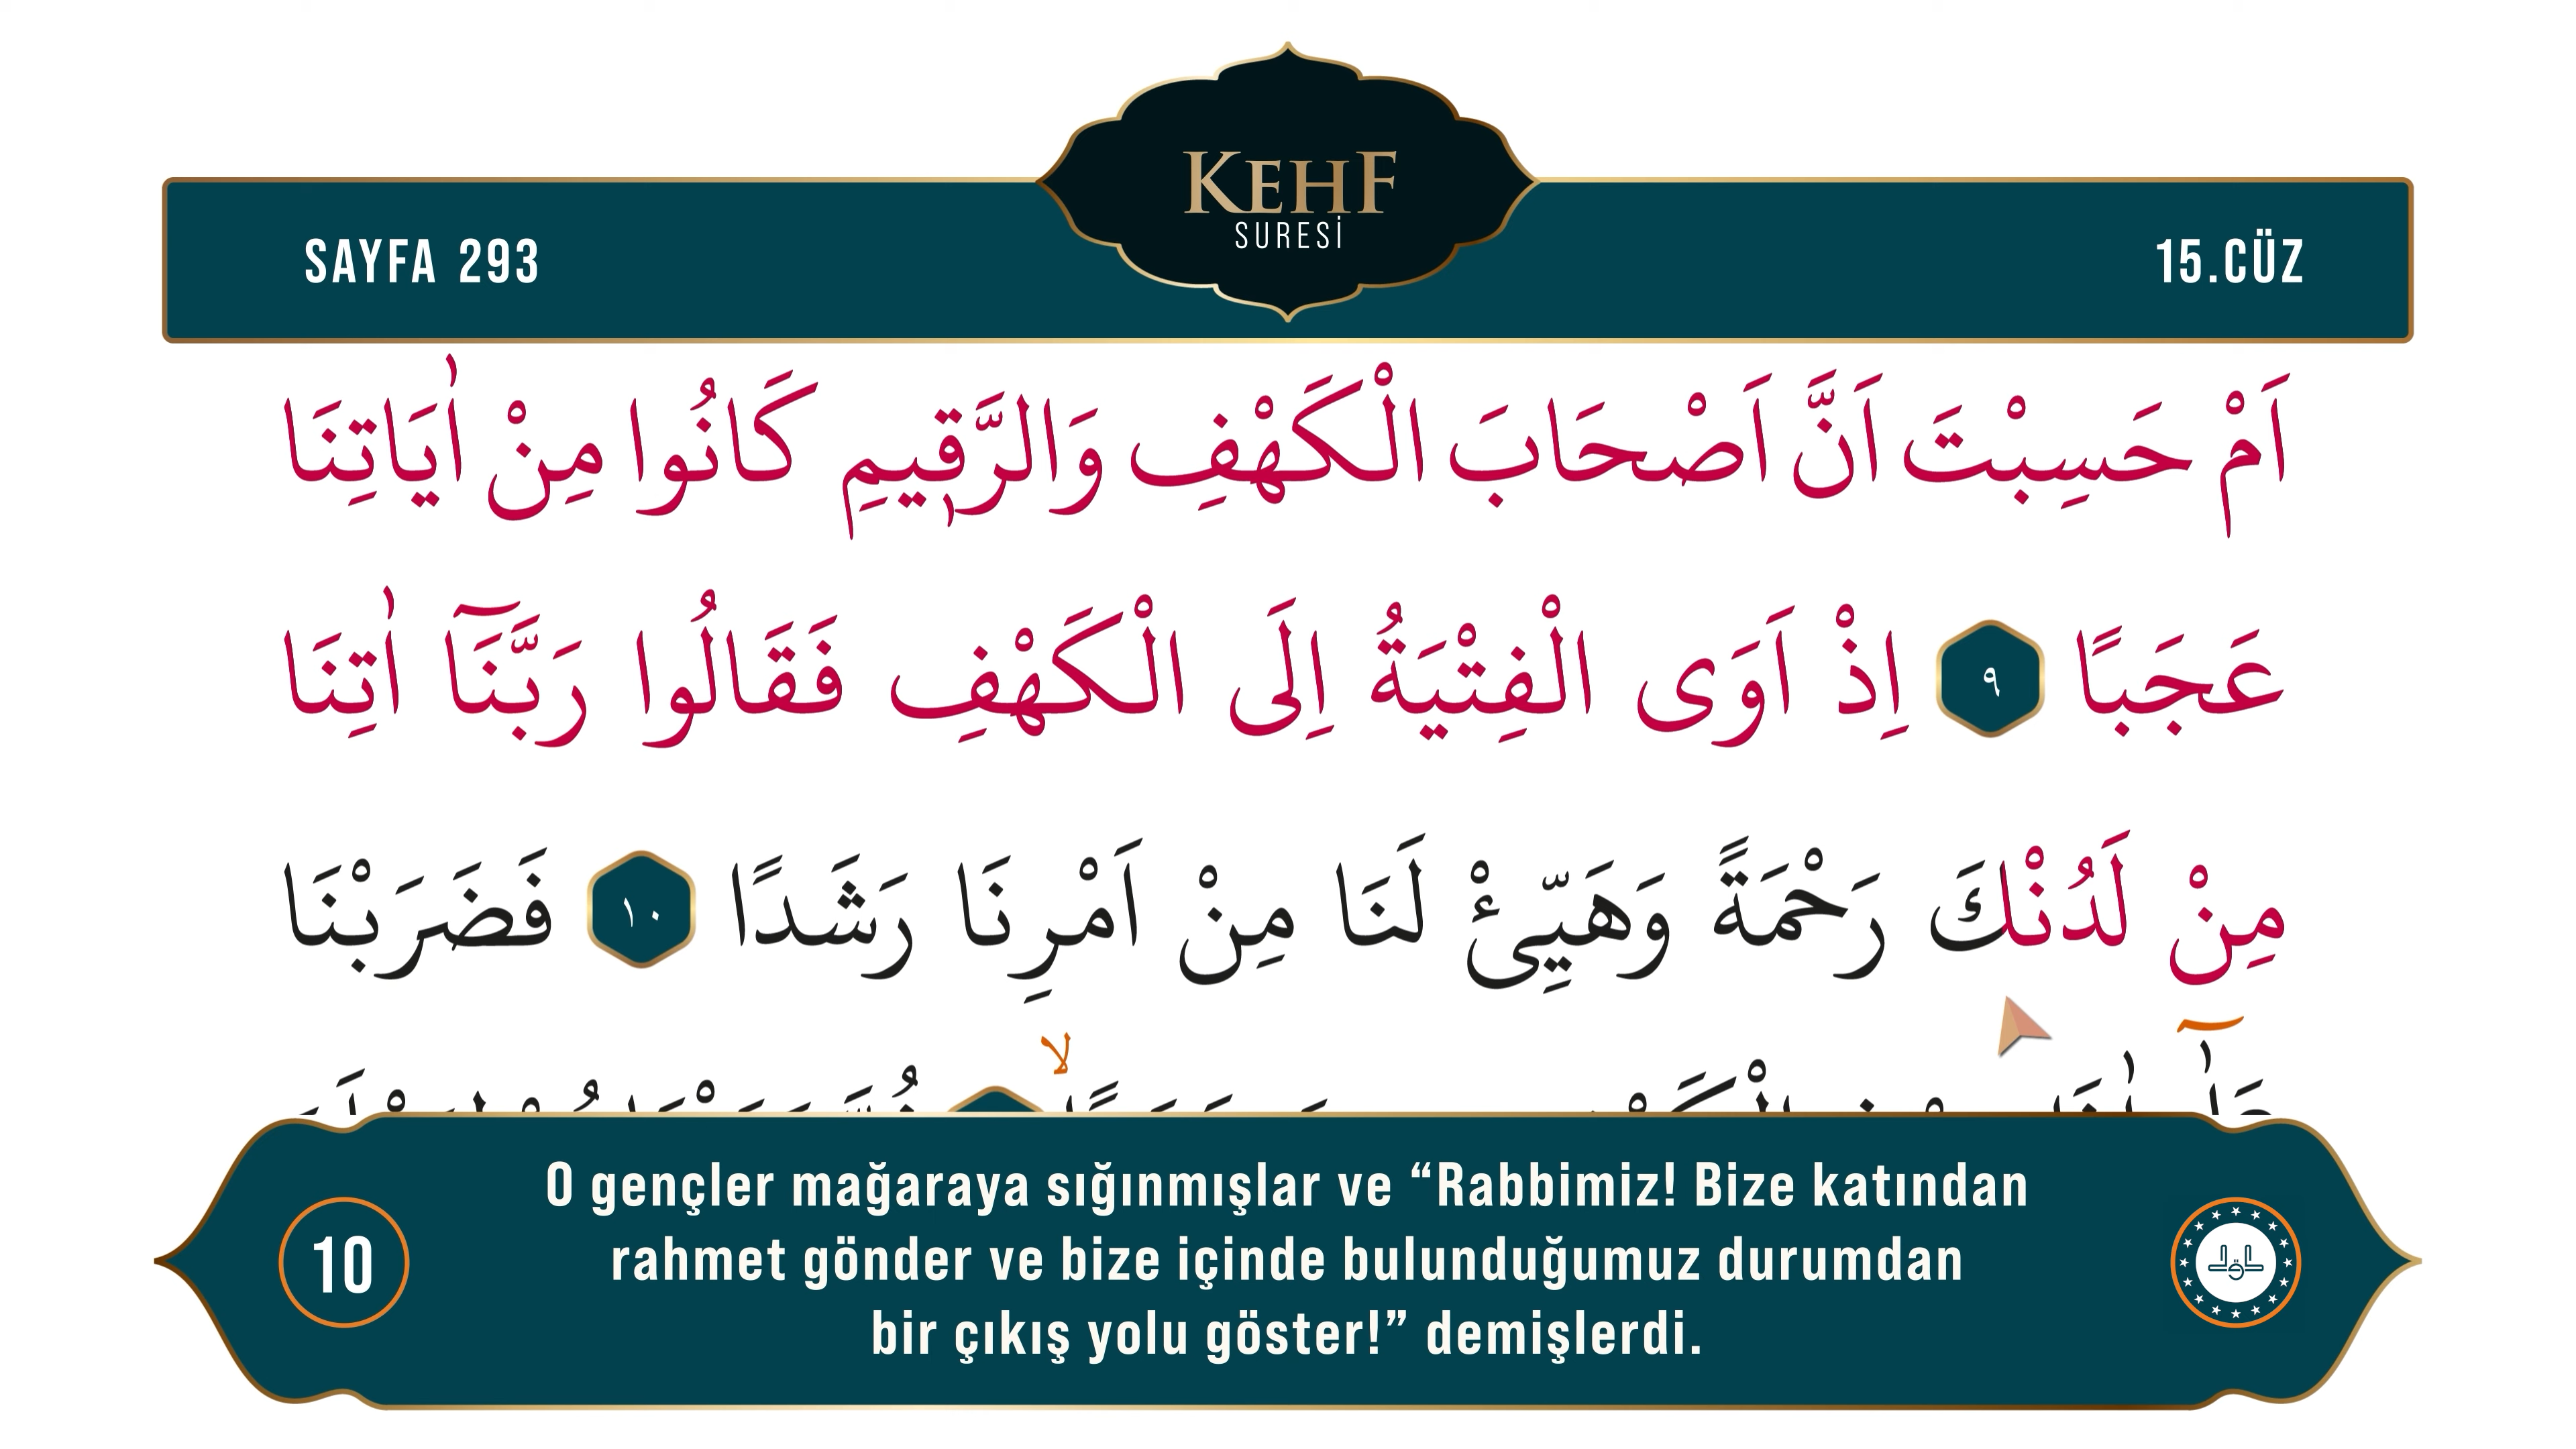 KEHF
SURESİ
SAYFA 293
15.CÜZ
اَمْ حَسِبْتَ اَنَّ اَصْحَابَ الْكَهْفِ وَالرَّق۪يمِ كَانُوا مِنْ اٰيَاتِنَا
عَجَبًا ٩ اِذْ اَوَى الْفِتْيَةُ اِلَى الْكَهْفِ فَقَالُوا رَبَّنَٓا اٰتِنَا
مِنْ لَدُنْكَ رَحْمَةً وَهَيِّئْ لَنَا مِنْ اَمْرِنَا رَشَدًا ١٠ فَضَرَبْنَا
10
O gençler mağaraya sığınmışlar ve “Rabbimiz! Bize katından
rahmet gönder ve bize içinde bulunduğumuz durumdan
bir çıkış yolu göster!” demişlerdi.